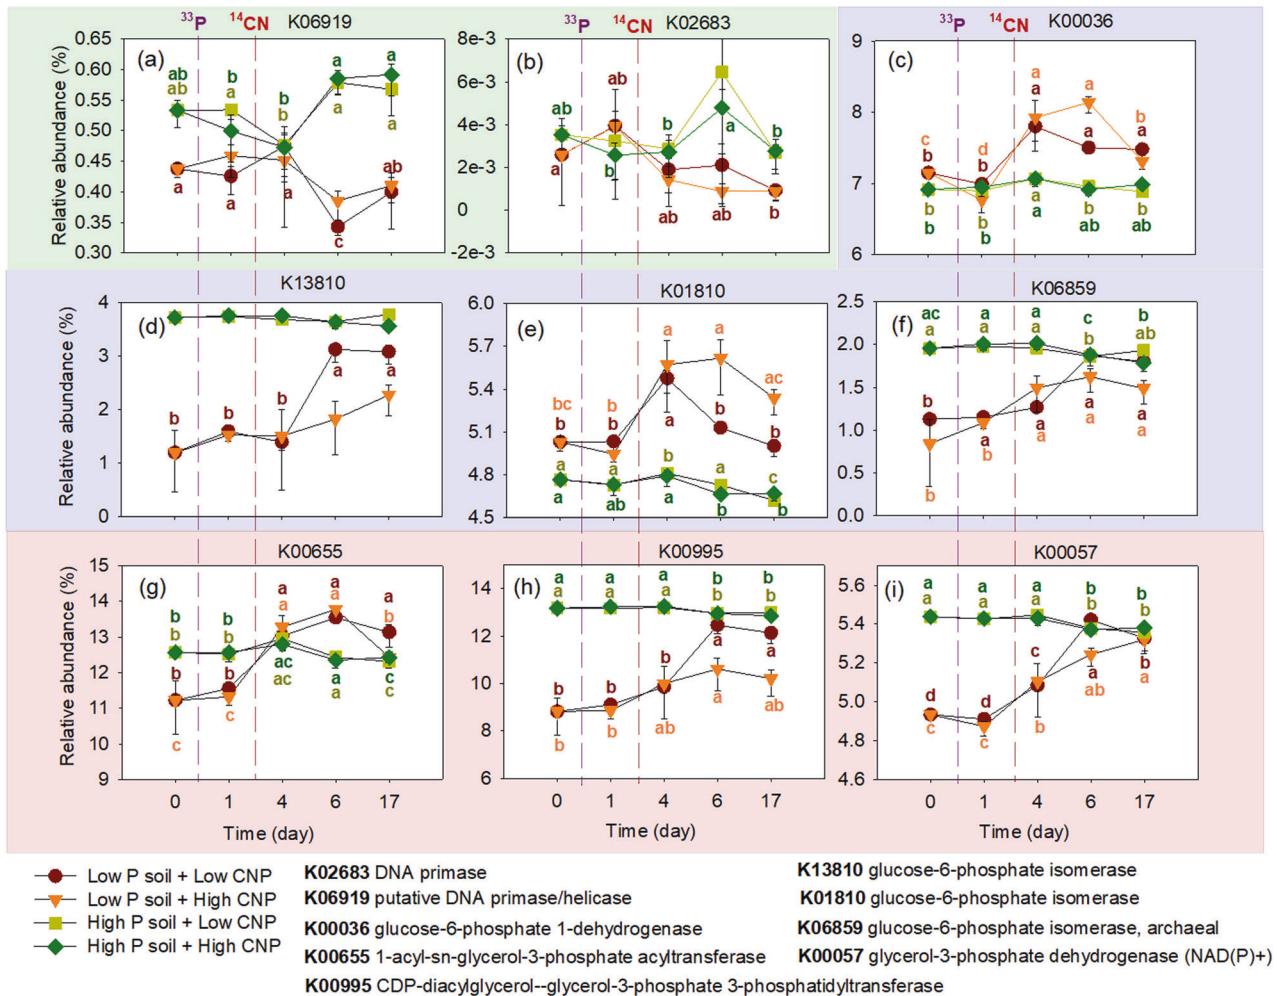 33P 14CN K06919
(a)
Relative abundance (%)
0.65
0.60
0.55
0.50
0.45
0.40
0.35
0.30
ab b b a a
ab a b a a
a a a c ab
33P 14CN K02683
(b)
8e-3
6e-3
4e-3
2e-3
0
-2e-3
ab ab b a b
a b ab ab b
33P 14CN K00036
(c)
9
8
7
6
c d a a b
b b a a a
b b a b b
b b a ab ab
K13810
(d)
Relative abundance (%)
4
3
2
1
0
b b b a a
K01810
(e)
6.0
5.7
5.4
5.1
4.8
4.5
bc b a a ac
b b a b b
a a b a c
a ab a b b
K06859
(f)
2.5
2.0
1.5
1.0
0.5
0.0
ac a a c b
a a a b ab
b a a a a
b b a a a
K00655
(g)
Relative abundance (%)
15
14
13
12
11
10
9
b b a a a
b b a a b
b b ac a c
c c ac a c
0 1 4 6 17
Time (day)
K00995
(h)
14
12
10
8
6
a a a b b
a a a b b
b b b a a
b b ab a ab
0 1 4 6 17
Time (day)
K00057
(i)
5.6
5.4
5.2
5.0
4.8
4.6
a a a b b
a a a b b
d d c a b
c c b ab a
0 1 4 6 17
Time (day)
Low P soil + Low CNP
Low P soil + High CNP
High P soil + Low CNP
High P soil + High CNP
K02683 DNA primase
K06919 putative DNA primase/helicase
K00036 glucose-6-phosphate 1-dehydrogenase
K00655 1-acyl-sn-glycerol-3-phosphate acyltransferase
K00995 CDP-diacylglycerol--glycerol-3-phosphate 3-phosphatidyltransferase
K13810 glucose-6-phosphate isomerase
K01810 glucose-6-phosphate isomerase
K06859 glucose-6-phosphate isomerase, archaeal
K00057 glycerol-3-phosphate dehydrogenase (NAD(P)+)